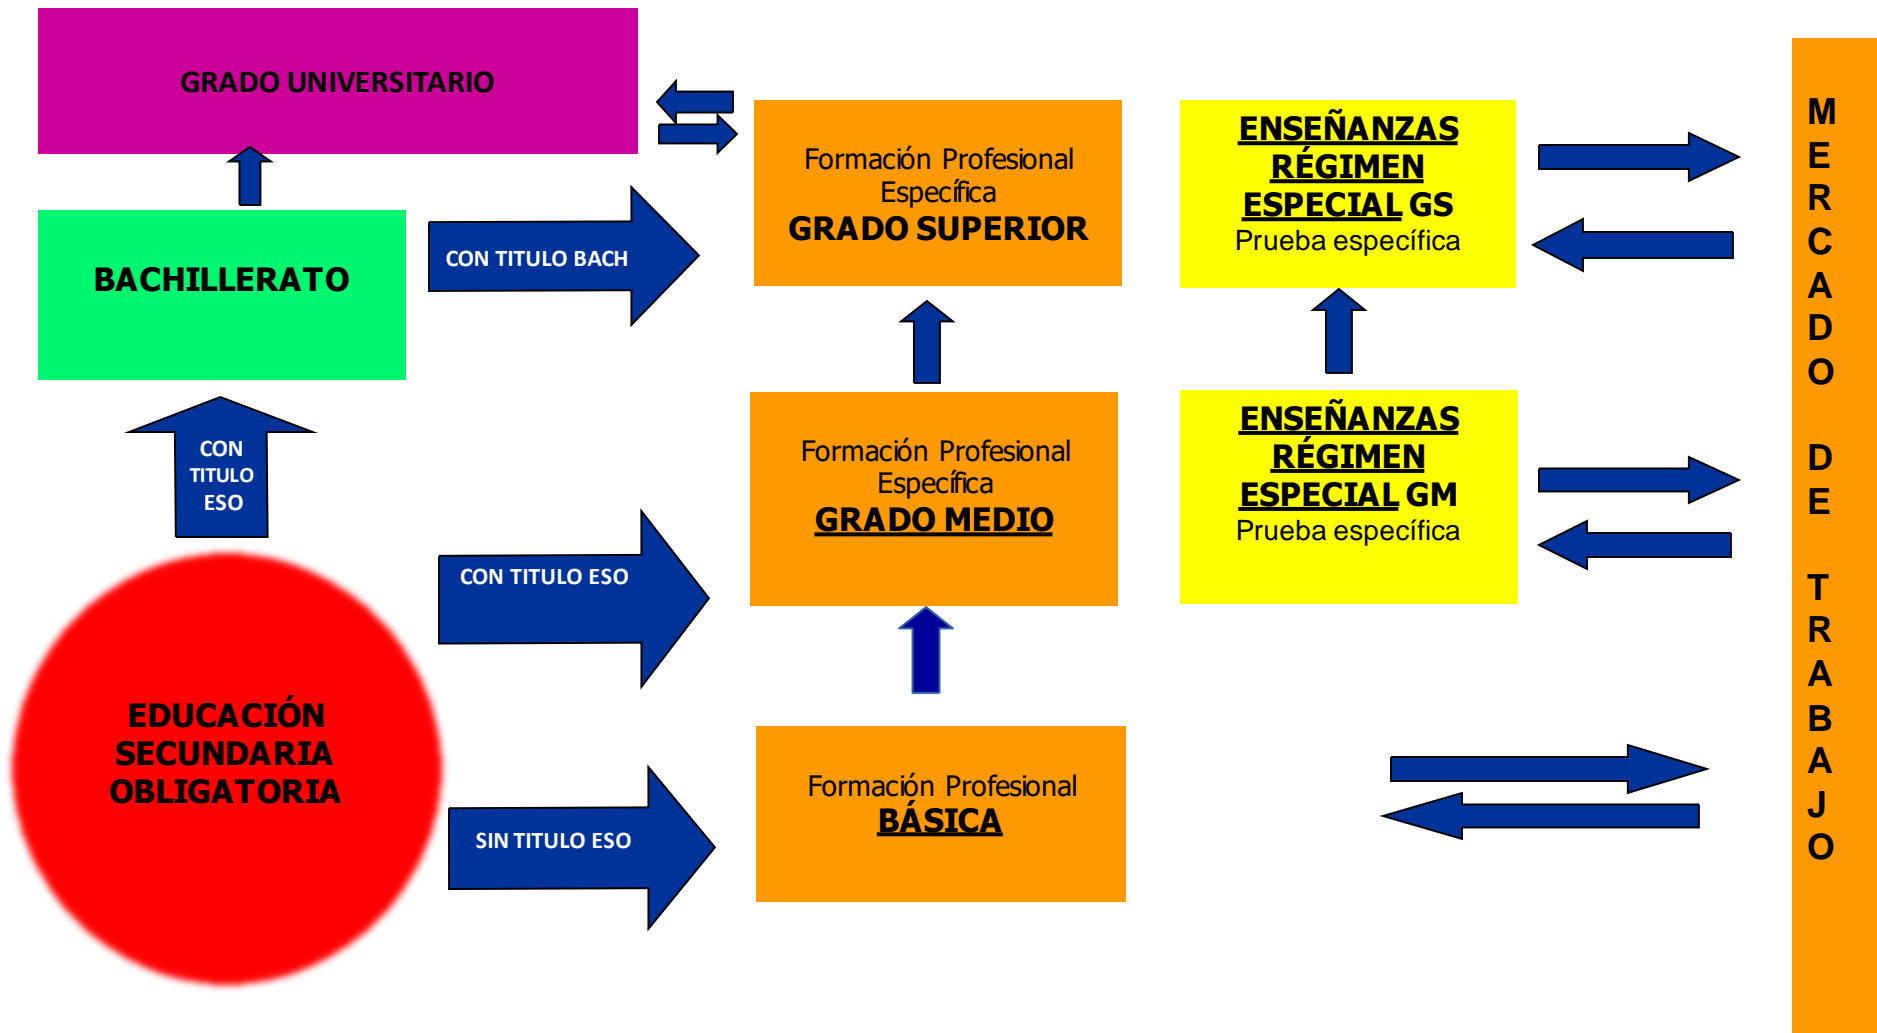 GRADO UNIVERSITARIO
BACHILLERATO
CON TITULO BACH
Formación Profesional
Específica
GRADO SUPERIOR
ENSEÑANZAS
RÉGIMEN
ESPECIAL GS
Prueba específica
CON
TITULO
ESO
CON TITULO ESO
Formación Profesional
Específica
GRADO MEDIO
ENSEÑANZAS
RÉGIMEN
ESPECIAL GM
Prueba específica
EDUCACIÓN
SECUNDARIA
OBLIGATORIA
SIN TITULO ESO
Formación Profesional
BÁSICA
M
E
R
C
A
D
O
D
E
T
R
A
B
A
J
O